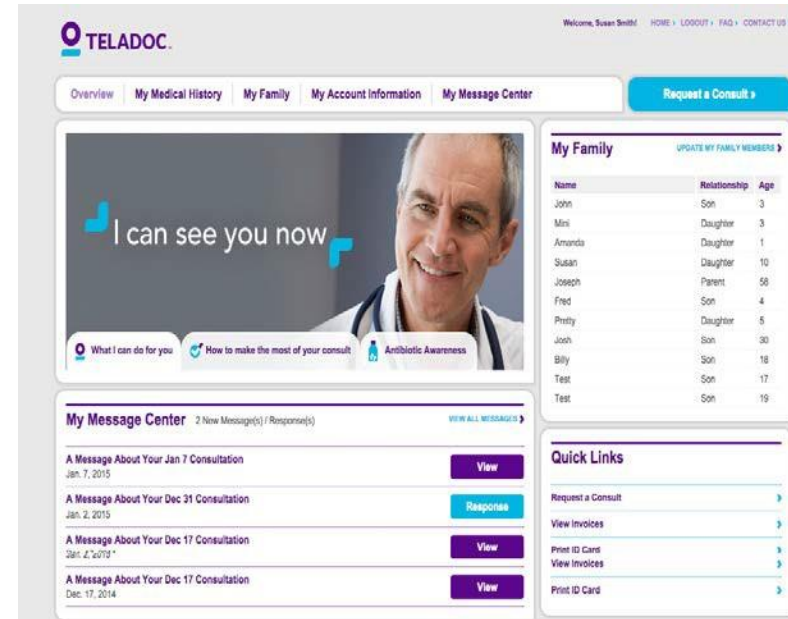 Welcome, Susan Smith! HOME › LOGOUT › FAQ › CONTACT US
TELADOC.
Overview My Medical History My Family My Account Information My Message Center Request a Consult ›
I can see you now
What I can do for you How to make the most of your consult Antibiotic Awareness
My Family UPDATE MY FAMILY MEMBERS ❯
Name Relationship Age
John Son 3
Mini Daughter 3
Amanda Daughter 1
Susan Daughter 10
Joseph Parent 58
Fred Son 4
Pretty Daughter 5
Josh Son 30
Billy Son 18
Test Son 17
Test Son 19
My Message Center 2 New Message(s) / Response(s) VIEW ALL MESSAGES ❯
A Message About Your Jan 7 Consultation
Jan. 7, 2015
View
A Message About Your Dec 31 Consultation
Jan. 2, 2015
Response
A Message About Your Dec 17 Consultation
View
A Message About Your Dec 17 Consultation
Dec. 17, 2014
View
Quick Links
Request a Consult ›
View Invoices ›
Print ID Card ›
View Invoices ›
Print ID Card ›